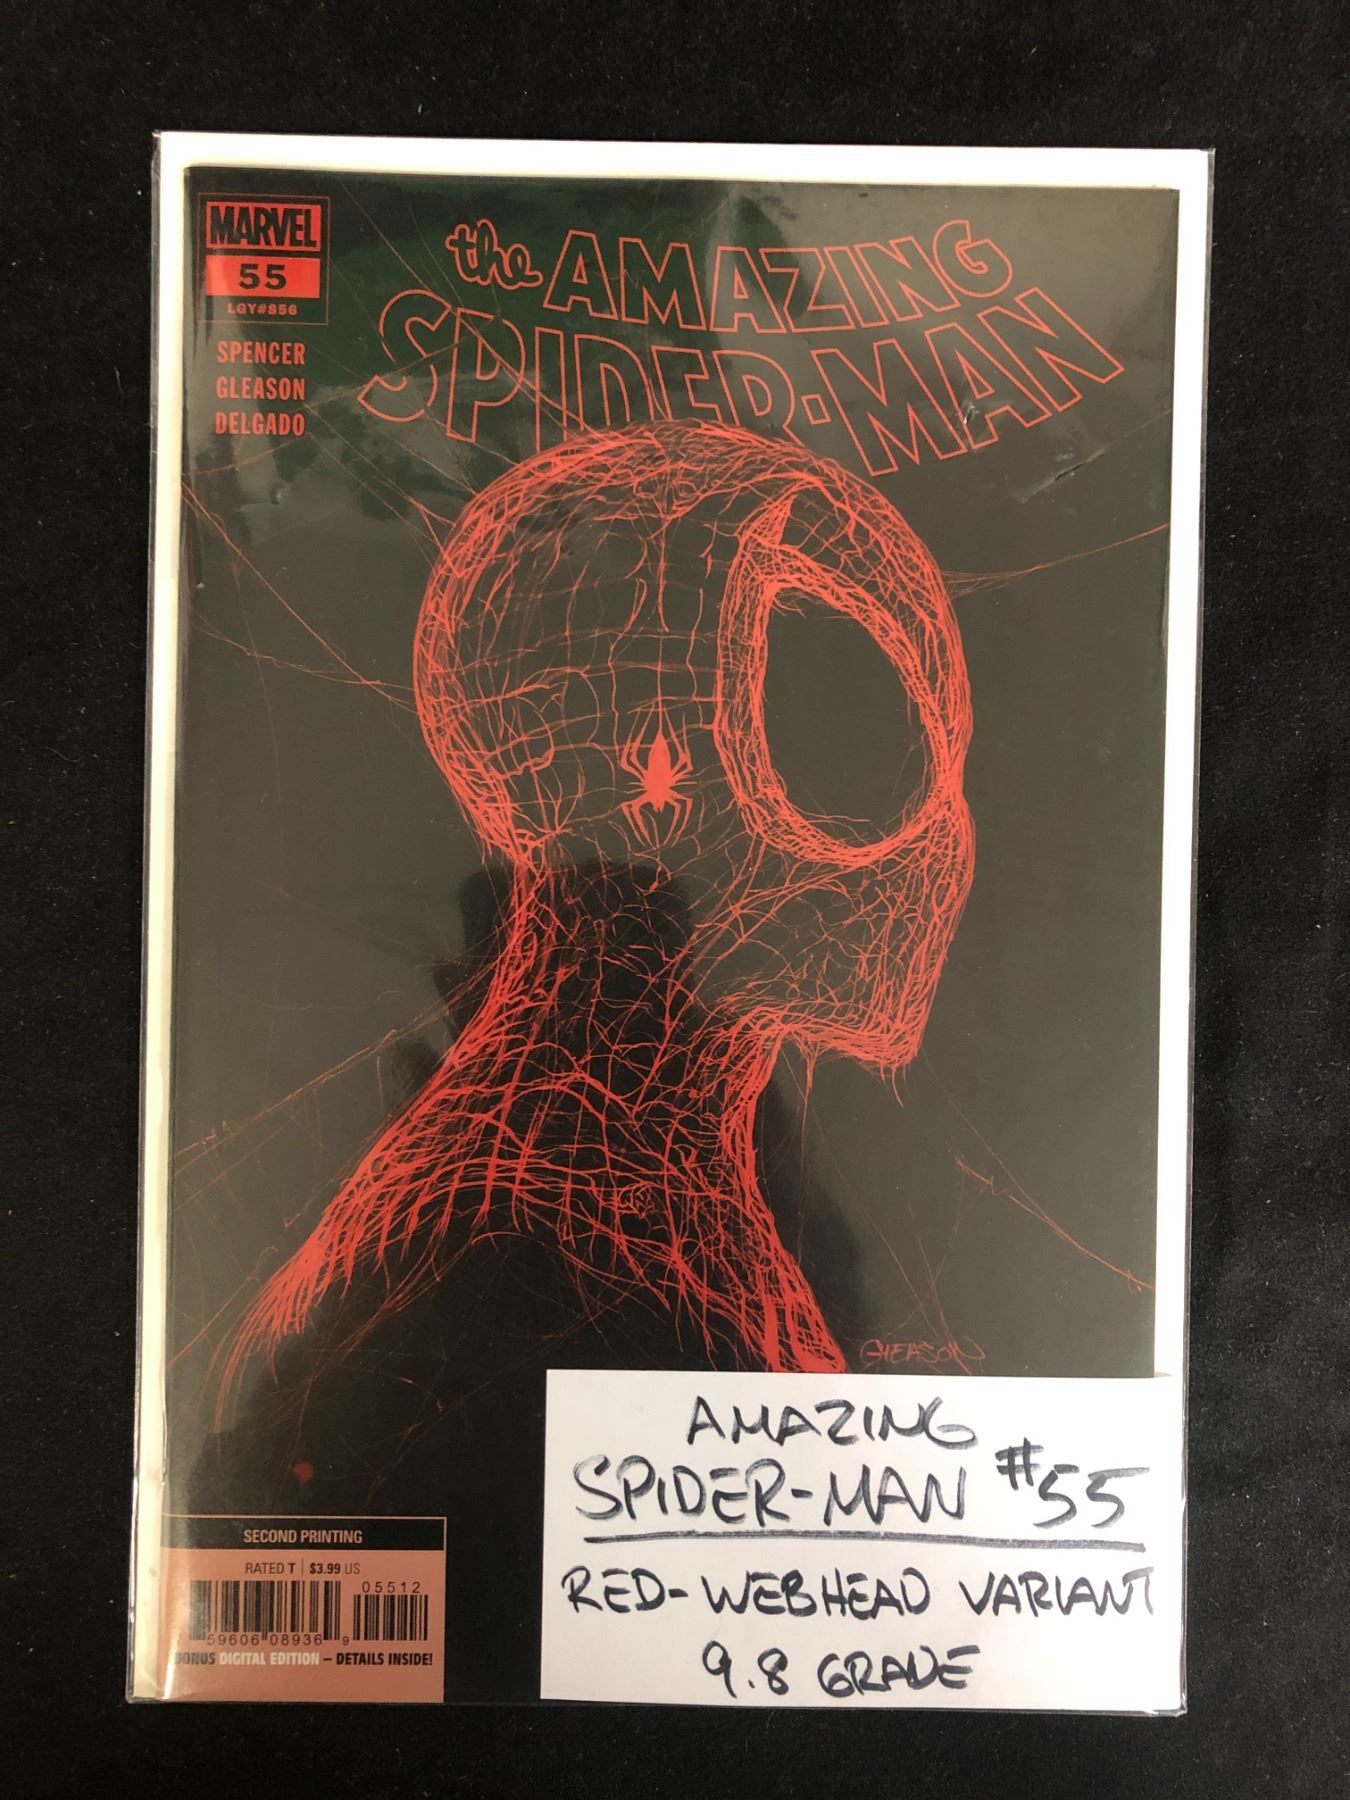 MARVEL
55
LGY#856
SPENCER
GLEASON
DELGADO
the AMAZING
SPIDER-MAN
GLEASON
SECOND PRINTING
RATED T | $3.99 US
05512
59606 08936 9
BONUS DIGITAL EDITION – DETAILS INSIDE!
AMAZING
SPIDER-MAN #55
RED-WEBHEAD VARIANT
9.8 GRADE